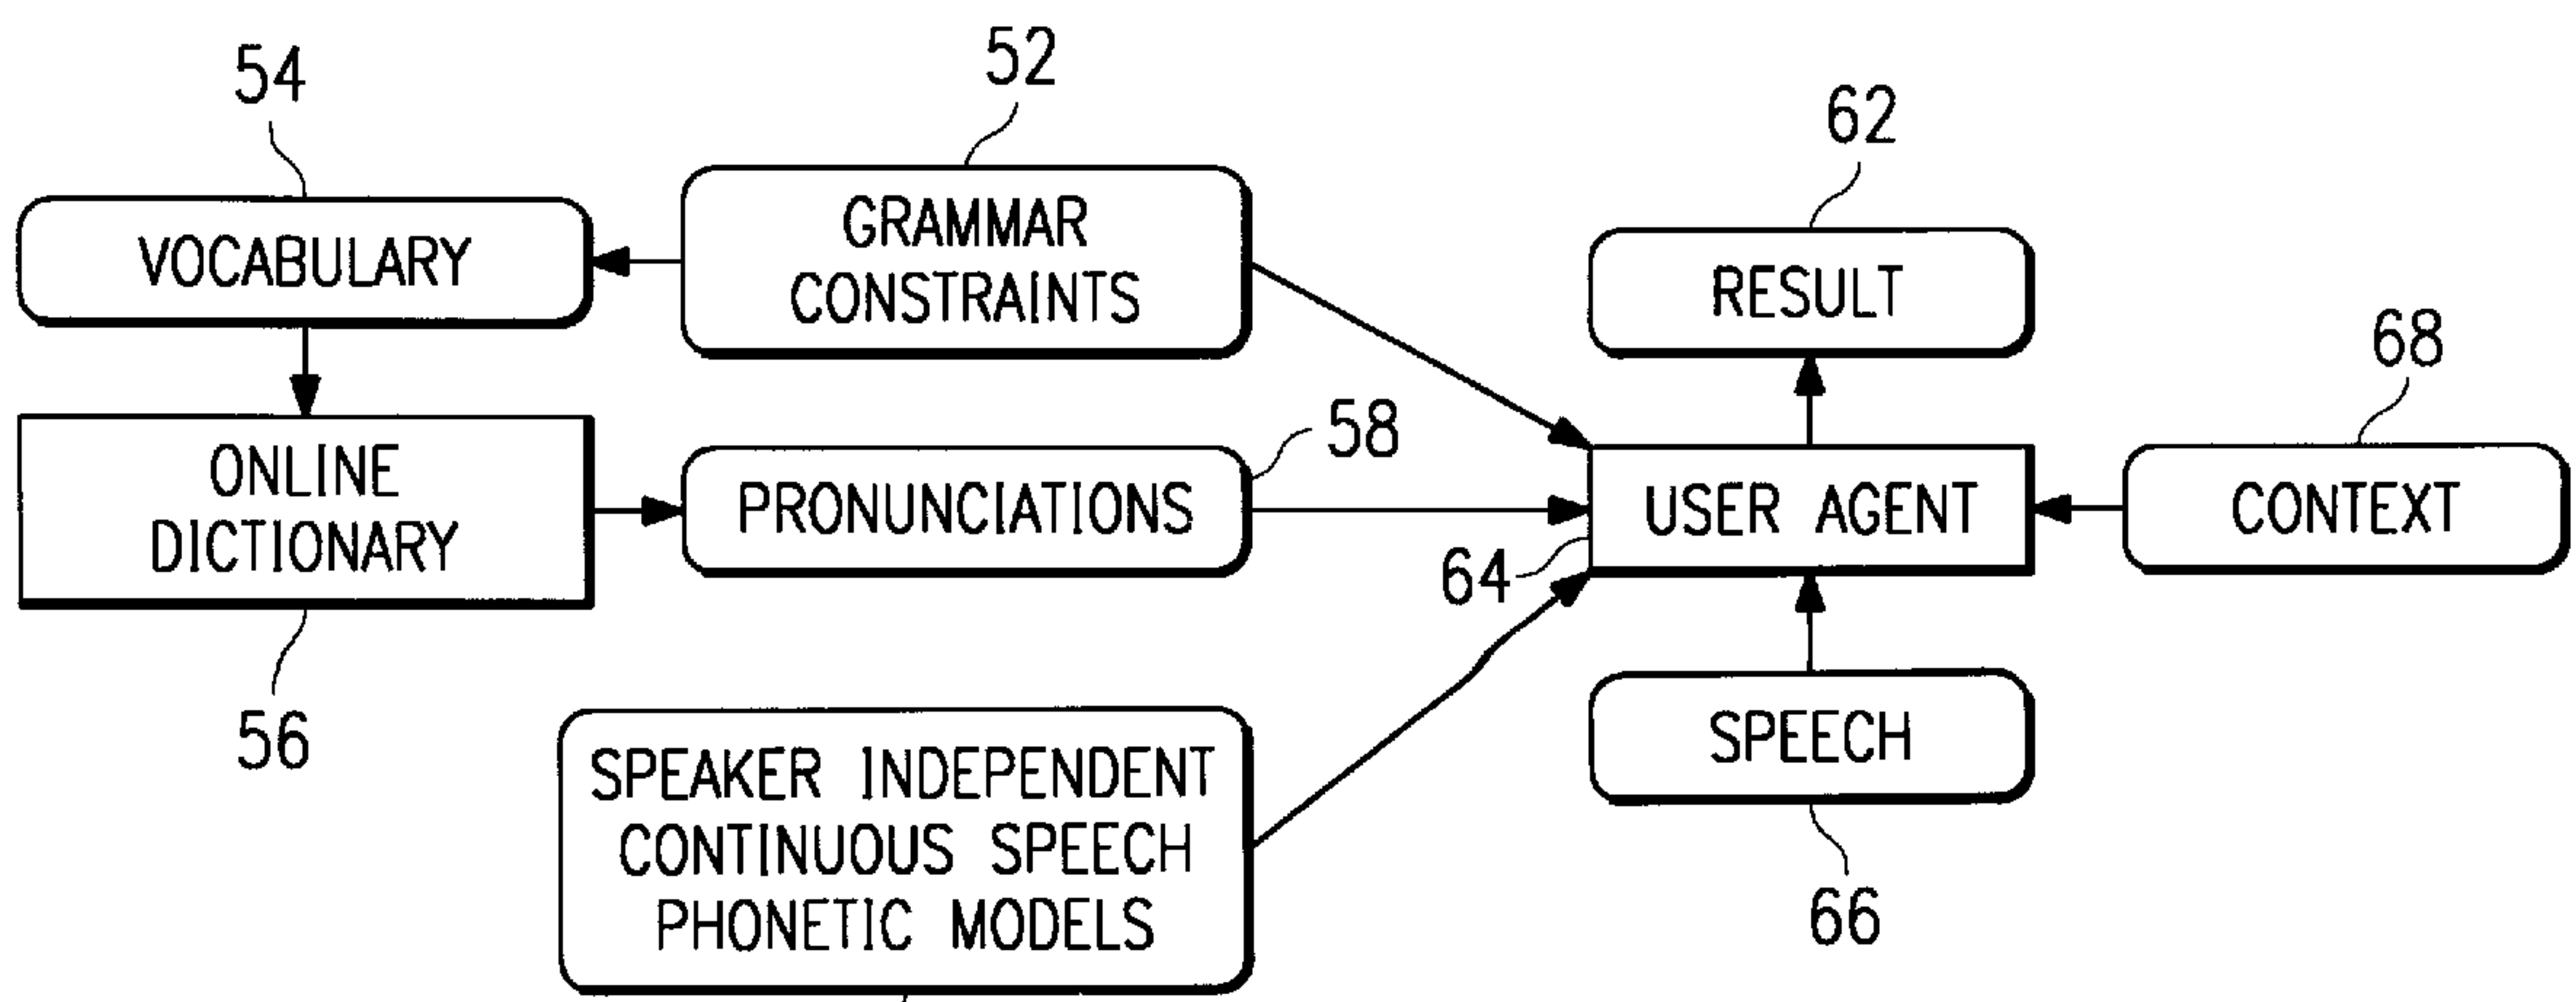 54
52
62
VOCABULARY
GRAMMAR
CONSTRAINTS
RESULT
68
ONLINE
DICTIONARY
58
PRONUNCIATIONS
64
USER AGENT
CONTEXT
56
SPEAKER INDEPENDENT
CONTINUOUS SPEECH
PHONETIC MODELS
SPEECH
66